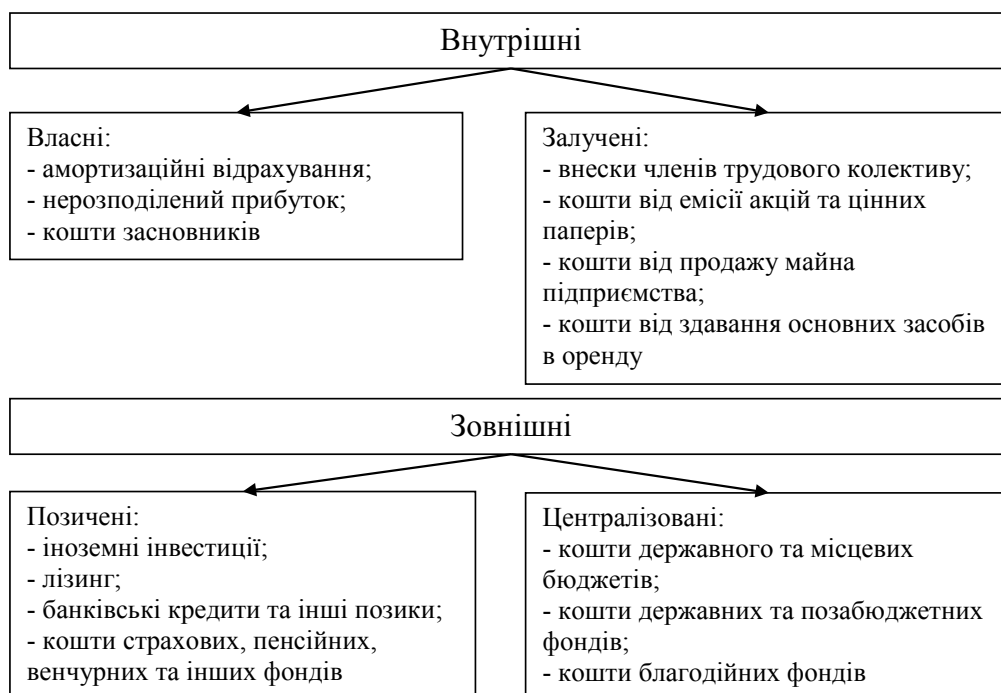 Внутрішні
Власні:
- амортизаційні відрахування;
- нерозподілений прибуток;
- кошти засновників
Залучені:
- внески членів трудового колективу;
- кошти від емісії акцій та цінних
паперів;
- кошти від продажу майна
підприємства;
- кошти від здавання основних засобів
в оренду
Зовнішні
Позичені:
- іноземні інвестиції;
- лізинг;
- банківські кредити та інші позики;
- кошти страхових, пенсійних,
венчурних та інших фондів
Централізовані:
- кошти державного та місцевих
бюджетів;
- кошти державних та позабюджетних
фондів;
- кошти благодійних фондів